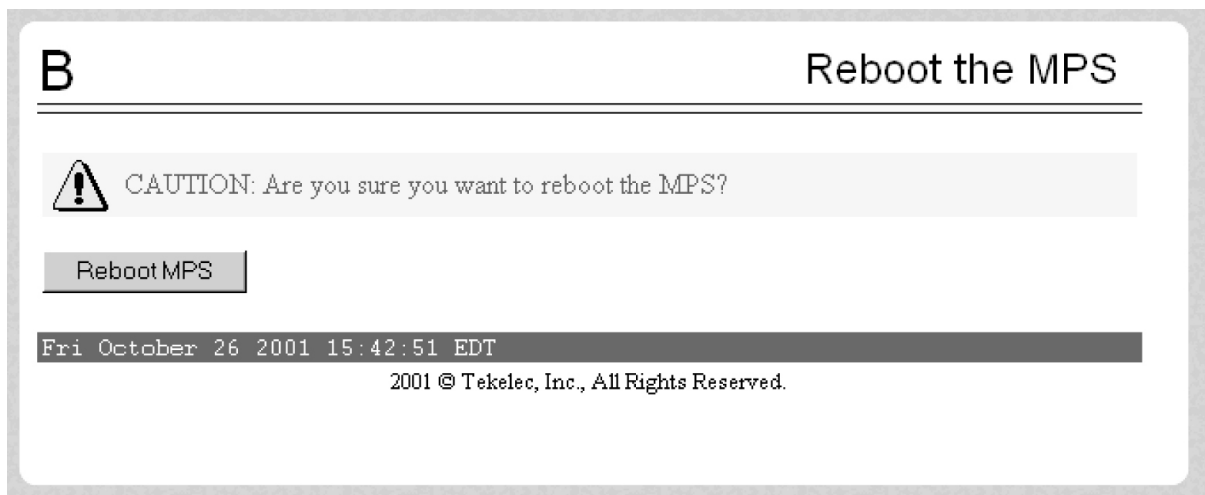 B
Reboot the MPS
CAUTION: Are you sure you want to reboot the MPS?
Reboot MPS
Fri October 26 2001 15:42:51 EDT
2001 © Tekelec, Inc., All Rights Reserved.